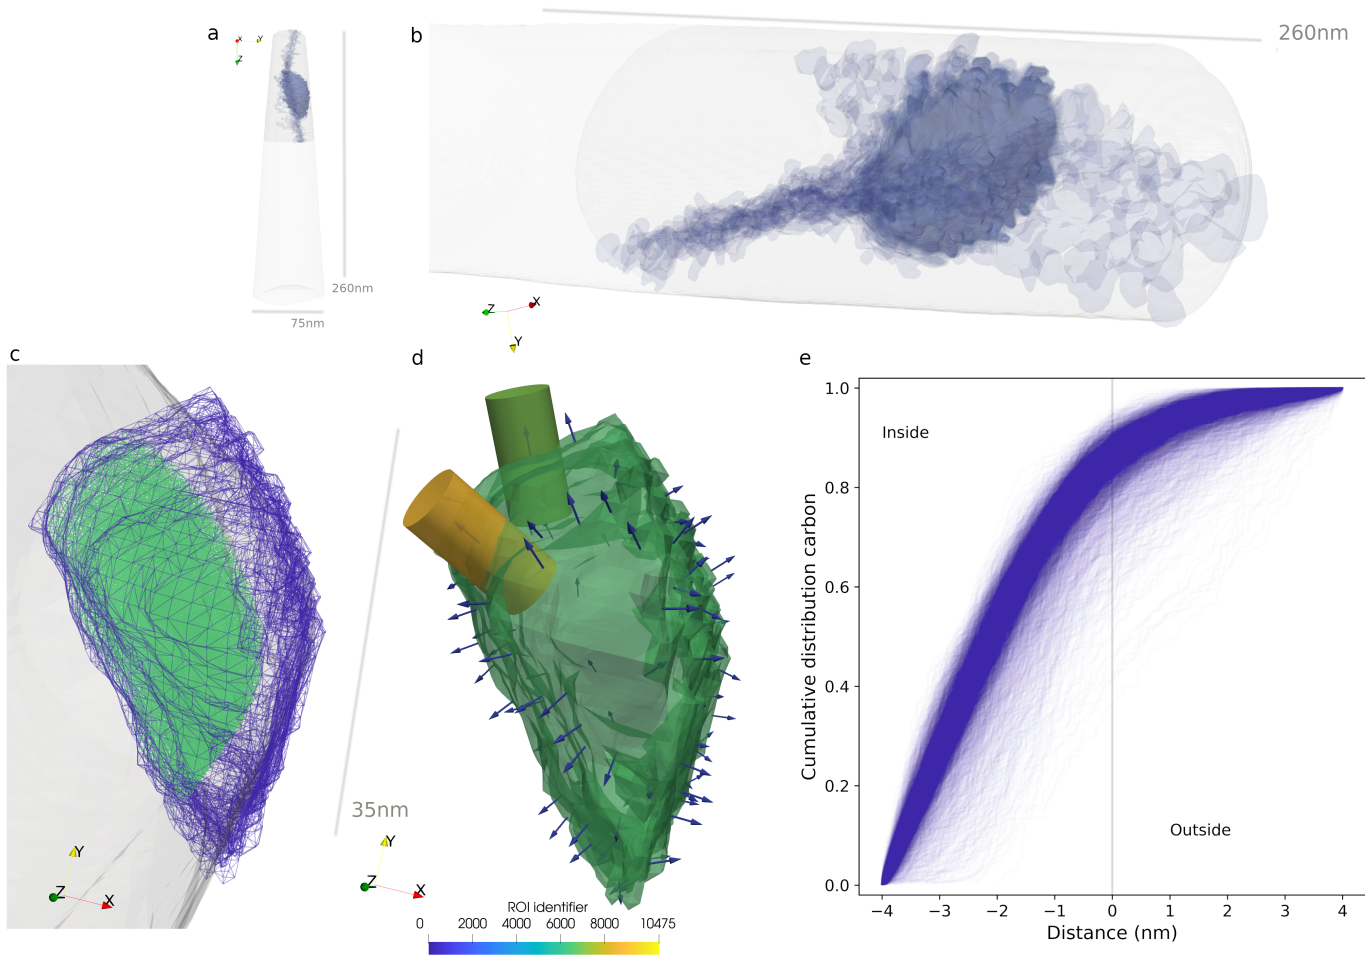 a
X Y
Z
260nm
75nm
b
260nm
Z X
Y
c
Y
Z X
d
35nm
Y
Z X
ROI identifier
0 2000 4000 6000 8000 10475
e
1.0
0.8
0.6
0.4
0.2
0.0
Cumulative distribution carbon
Inside
Outside
−4 −3 −2 −1 0 1 2 3 4
Distance (nm)